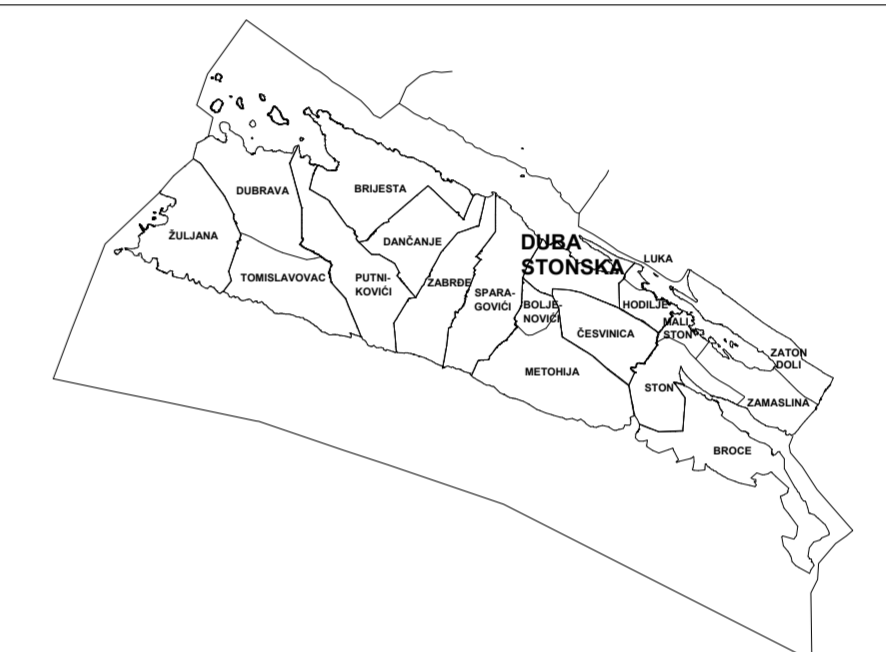 BRIJESTA
DUBRAVA
ŽULJANA
DANČANJE
DUBA
STONSKA
LUKA
TOMISLAVOVAC
PUTNI-
KOVIĆI
ZABRĐE
SPARA-
GOVIĆI
BOLJE-
NOVIĆI
HODILJE
MALI
STON
ČESVINICA
ZATON
DOLI
METOHIJA
STON
ZAMASLINA
BROCE